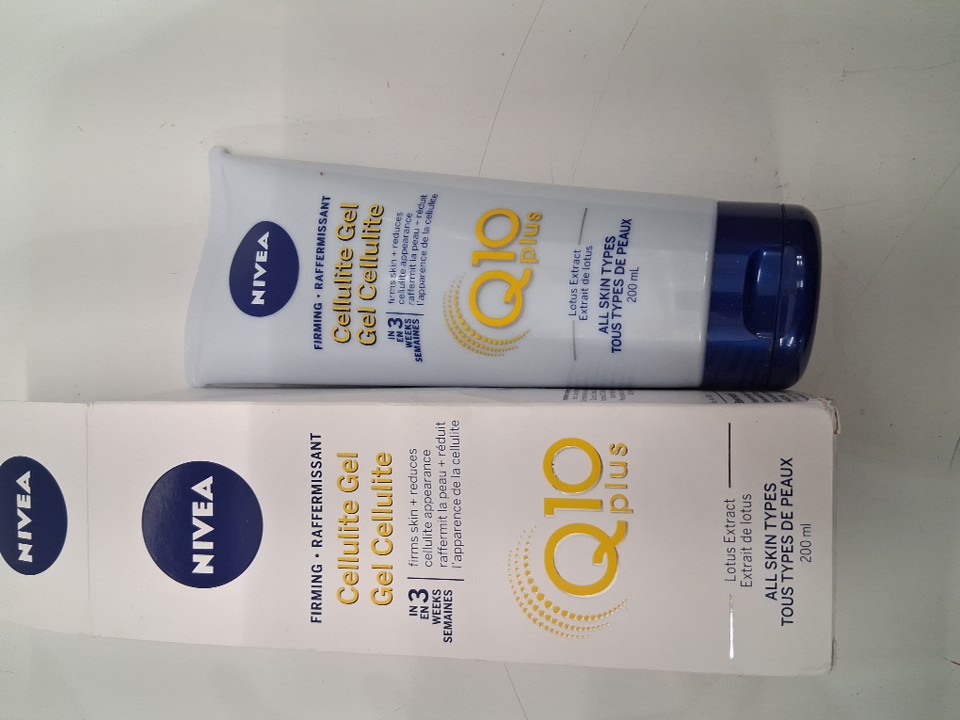 NIVEA
FIRMING • RAFFERMISSANT
Cellulite Gel
Gel Cellulite
IN
EN 3
WEEKS
SEMAINES
firms skin + reduces
cellulite appearance
raffermit la peau + réduit
l'apparence de la cellulite
Q10
plus
Lotus Extract
Extrait de lotus
ALL SKIN TYPES
TOUS TYPES DE PEAUX
200 mL
NIVEA
NIVEA
FIRMING • RAFFERMISSANT
Cellulite Gel
Gel Cellulite
IN
EN 3
WEEKS
SEMAINES
firms skin + reduces
cellulite appearance
raffermit la peau + réduit
l'apparence de la cellulite
Q10
plus
Lotus Extract
Extrait de lotus
ALL SKIN TYPES
TOUS TYPES DE PEAUX
200 ml